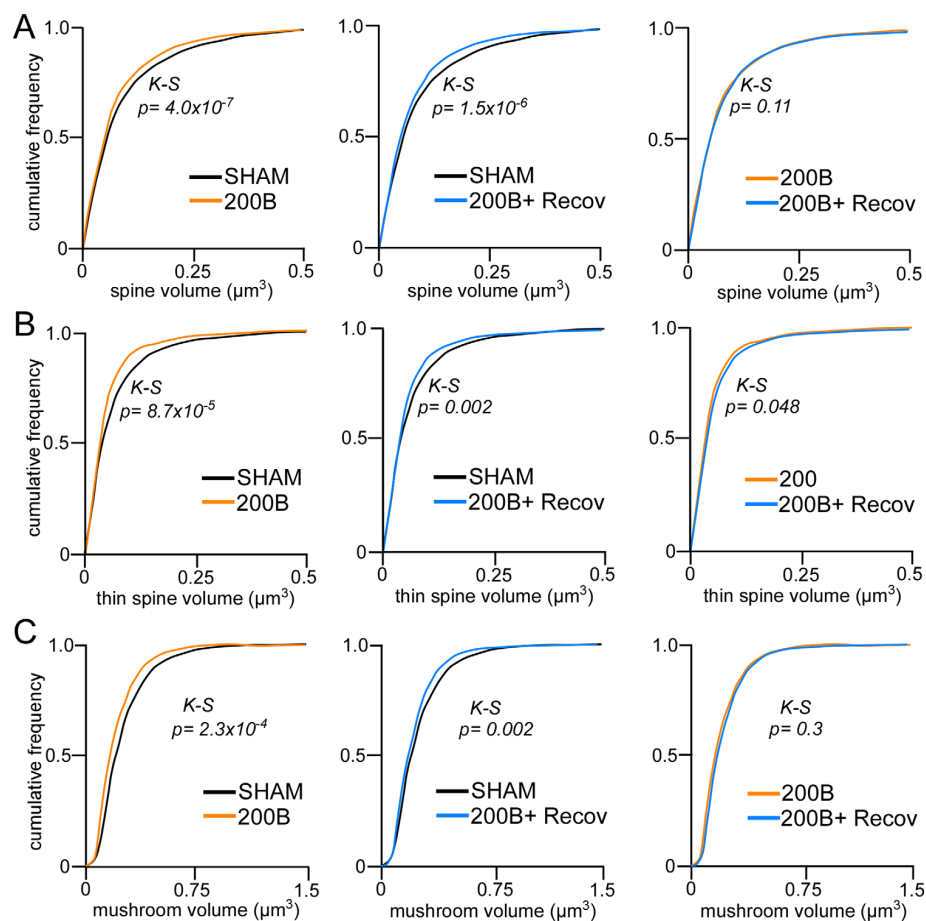 A
cumulative frequency
1.0
0.5
0
K-S
p= 4.0x10-7
SHAM
200B
0 0.25 0.5
spine volume (µm3)
1.0
0.5
0
K-S
p= 1.5x10-6
SHAM
200B+ Recov
0 0.25 0.5
spine volume (µm3)
1.0
0.5
0
K-S
p= 0.11
200B
200B+ Recov
0 0.25 0.5
spine volume (µm3)
B
cumulative frequency
1.0
0.5
0
K-S
p= 8.7x10-5
SHAM
200B
0 0.25 0.5
thin spine volume (µm3)
1.0
0.5
0
K-S
p= 0.002
SHAM
200B+ Recov
0 0.25 0.5
thin spine volume (µm3)
1.0
0.5
0
K-S
p= 0.048
200
200B+ Recov
0 0.25 0.5
thin spine volume (µm3)
C
cumulative frequency
1.0
0.5
0
K-S
p= 2.3x10-4
SHAM
200B
0 0.75 1.5
mushroom volume (µm3)
1.0
0.5
0
K-S
p= 0.002
SHAM
200B+ Recov
0 0.75 1.5
mushroom volume (µm3)
1.0
0.5
0
K-S
p= 0.3
200B
200B+ Recov
0 0.75 1.5
mushroom volume (µm3)